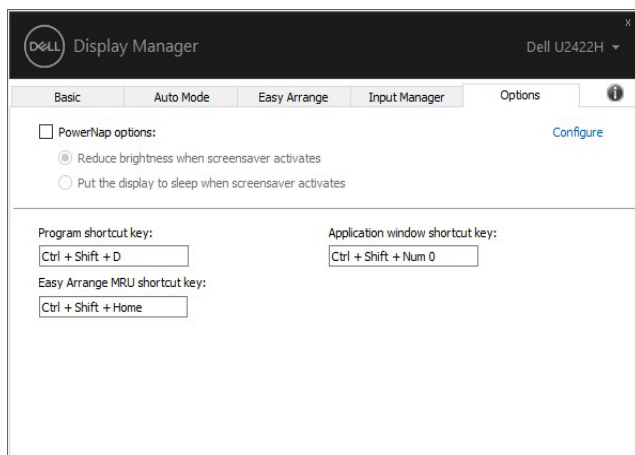 DELL Display Manager Dell U2422H
x
Basic Auto Mode Easy Arrange Input Manager Options
PowerNap options: Configure
Reduce brightness when screensaver activates
Put the display to sleep when screensaver activates
Program shortcut key: Application window shortcut key:
Ctrl + Shift + D Ctrl + Shift + Num 0
Easy Arrange MRU shortcut key:
Ctrl + Shift + Home